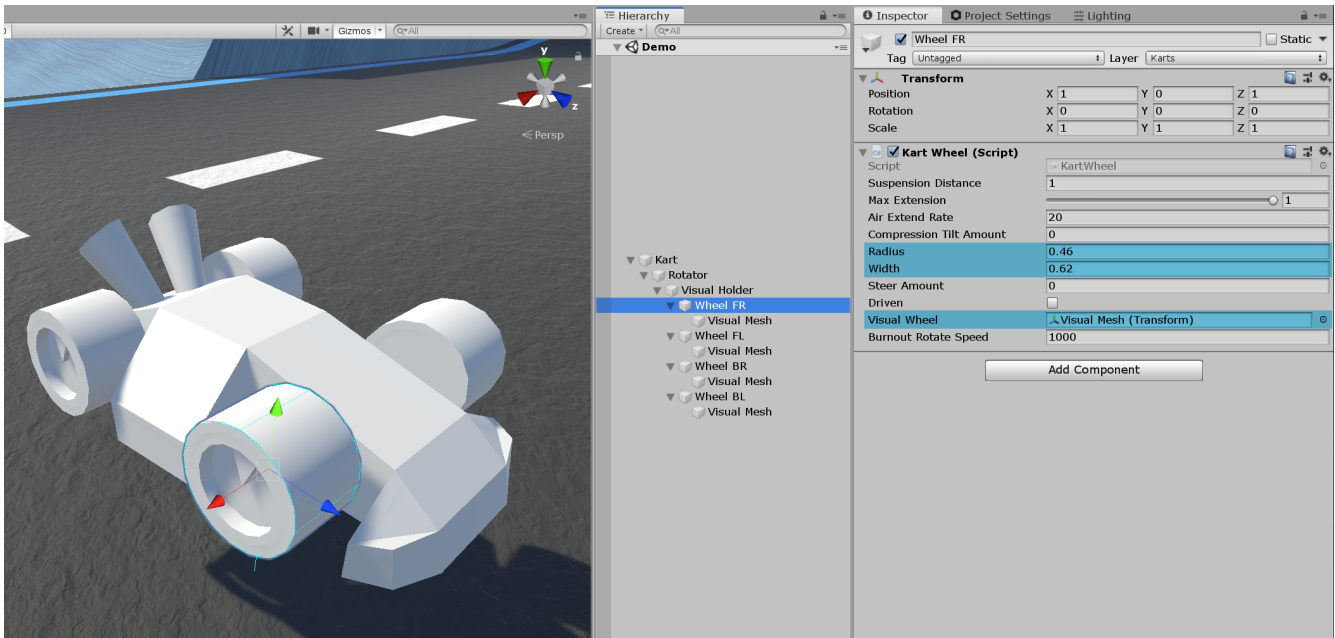 Gizmos
All
y
z
Persp
Hierarchy
Create
All
Demo
Kart
Rotator
Visual Holder
Wheel FR
Visual Mesh
Wheel FL
Visual Mesh
Wheel BR
Visual Mesh
Wheel BL
Visual Mesh
Inspector
Project Settings
Lighting
Wheel FR
Static
Tag Untagged Layer Karts
Transform
Position X 1 Y 0 Z 1
Rotation X 0 Y 0 Z 0
Scale X 1 Y 1 Z 1
Kart Wheel (Script)
Script KartWheel
Suspension Distance 1
Max Extension 1
Air Extend Rate 20
Compression Tilt Amount 0
Radius 0.46
Width 0.62
Steer Amount 0
Driven
Visual Wheel Visual Mesh (Transform)
Burnout Rotate Speed 1000
Add Component